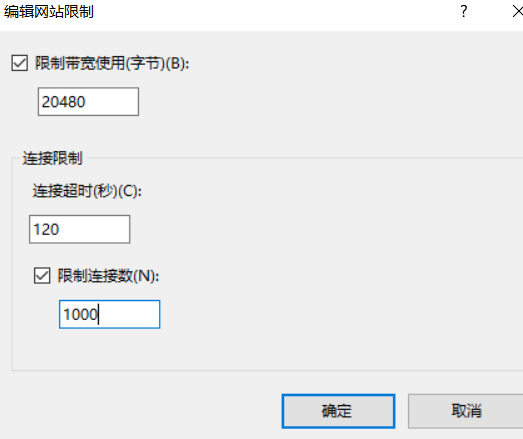 编辑网站限制
限制带宽使用(字节)(B):
20480
连接限制
连接超时(秒)(C):
120
限制连接数(N):
1000
确定
取消